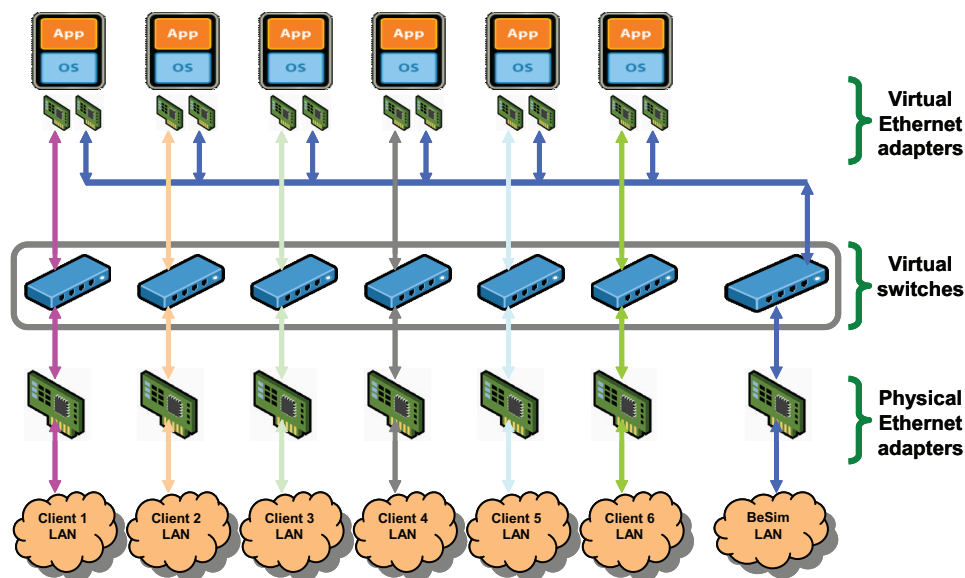 App App App App App App
OS OS OS OS OS OS
Virtual
Ethernet
adapters
Virtual
switches
Physical
Ethernet
adapters
Client 1
LAN
Client 2
LAN
Client 3
LAN
Client 4
LAN
Client 5
LAN
Client 6
LAN
BeSim
LAN